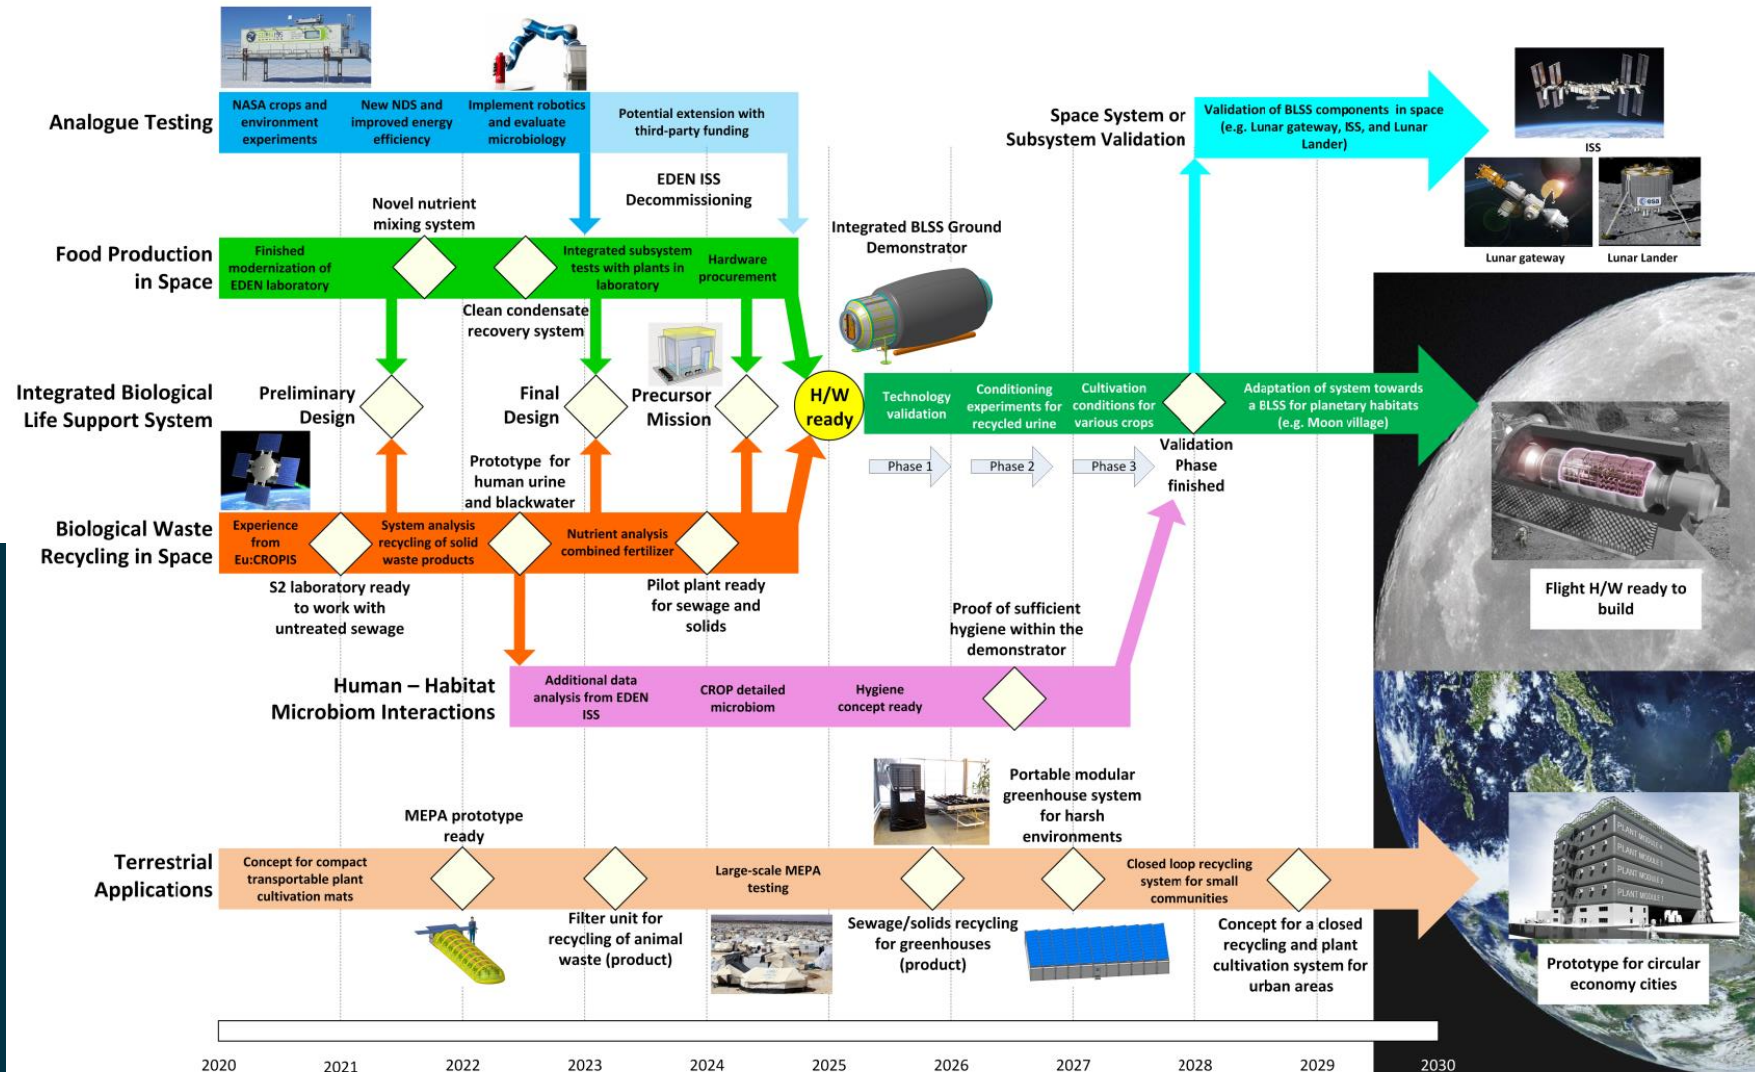 Analogue Testing
NASA crops and
environment
experiments
New NDS and
improved energy
efficiency
Implement robotics
and evaluate
microbiology
Potential extension with
third-party funding
Space System or
Subsystem Validation
Validation of BLSS components in space
(e.g. Lunar gateway, ISS, and Lunar
Lander)
ISS
esa
Lunar gateway
Lunar Lander
EDEN ISS
Decommissioning
Novel nutrient
mixing system
Food Production
in Space
Finished
modernization of
EDEN laboratory
Integrated subsystem
tests with plants in
laboratory
Hardware
procurement
Clean condensate
recovery system
Integrated BLSS Ground
Demonstrator
Integrated Biological
Life Support System
Preliminary
Design
Final
Design
Precursor
Mission
H/W
ready
Technology
validation
Conditioning
experiments for
recycled urine
Cultivation
conditions for
various crops
Adaptation of system towards
a BLSS for planetary habitats
(e.g. Moon village)
Phase 1
Phase 2
Phase 3
Validation
Phase
finished
Prototype for
human urine
and blackwater
Biological Waste
Recycling in Space
Experience
from
Eu:CROPIS
System analysis
recycling of solid
waste products
Nutrient analysis
combined fertilizer
S2 laboratory ready
to work with
untreated sewage
Pilot plant ready
for sewage and
solids
Flight H/W ready to
build
Proof of sufficient
hygiene within the
demonstrator
Human – Habitat
Microbiom Interactions
Additional data
analysis from EDEN
ISS
CROP detailed
microbiom
Hygiene
concept ready
MEPA prototype
ready
Portable modular
greenhouse system
for harsh
environments
Terrestrial
Applications
Concept for compact
transportable plant
cultivation mats
Large-scale MEPA
testing
Closed loop recycling
system for small
communities
Filter unit for
recycling of animal
waste (product)
Sewage/solids recycling
for greenhouses
(product)
Concept for a closed
recycling and plant
cultivation system for
urban areas
PLANT MODULE 1
Prototype for circular
economy cities
2020
2021
2022
2023
2024
2025
2026
2027
2028
2029
2030